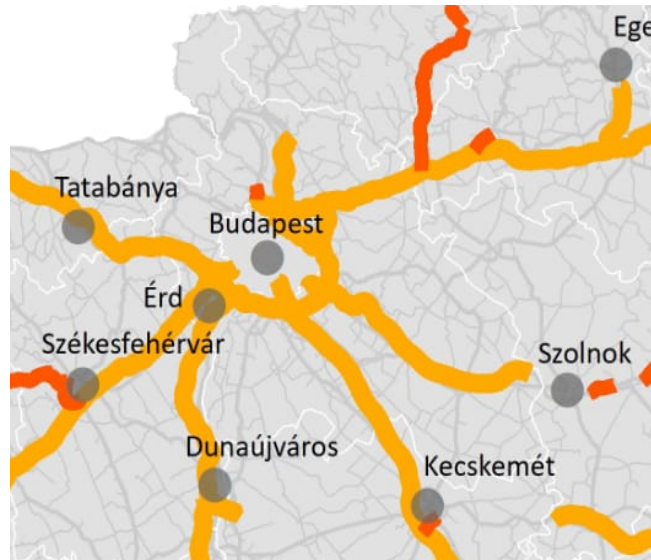 Ege
Tatabánya
Budapest
Érd
Székesfehérvár
Szolnok
Dunaújváros
Kecskemét